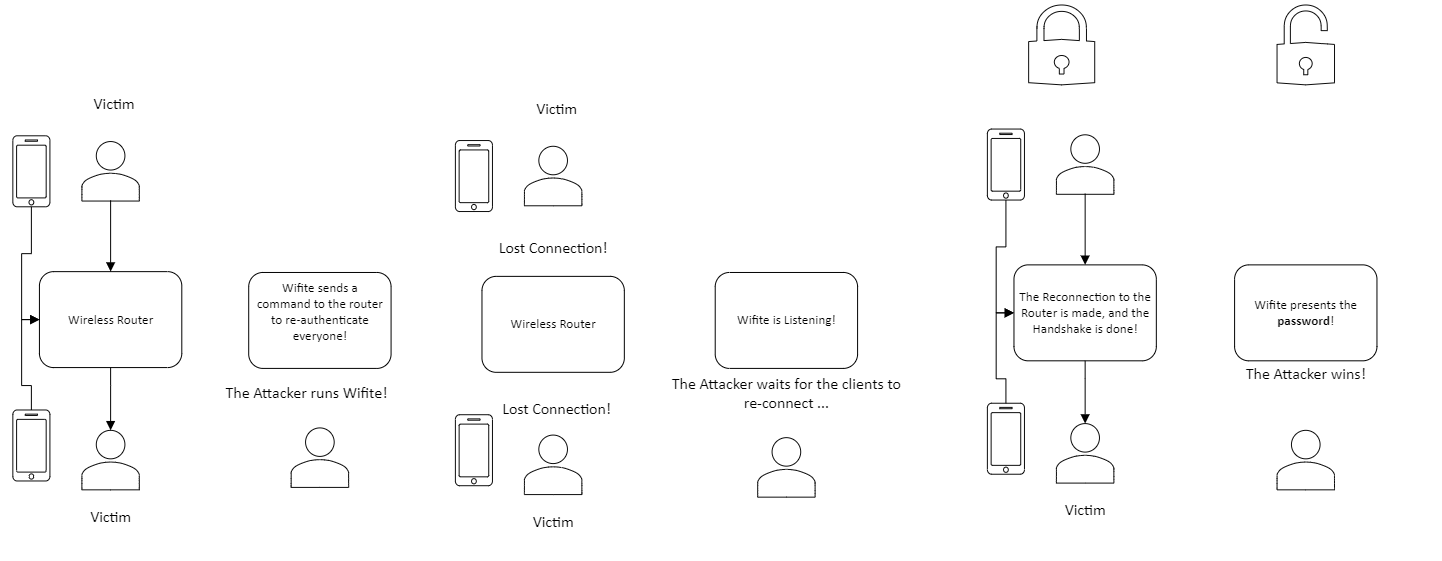 Victim
Wireless Router
Victim
Wifite sends a
command to the router
to re-authenticate
everyone!
The Attacker runs Wifite!
Victim
Lost Connection!
Wireless Router
Lost Connection!
Victim
Wifite is Listening!
The Attacker waits for the clients to
re-connect ...
The Reconnection to the
Router is made, and the
Handshake is done!
Victim
Wifite presents the
password!
The Attacker wins!